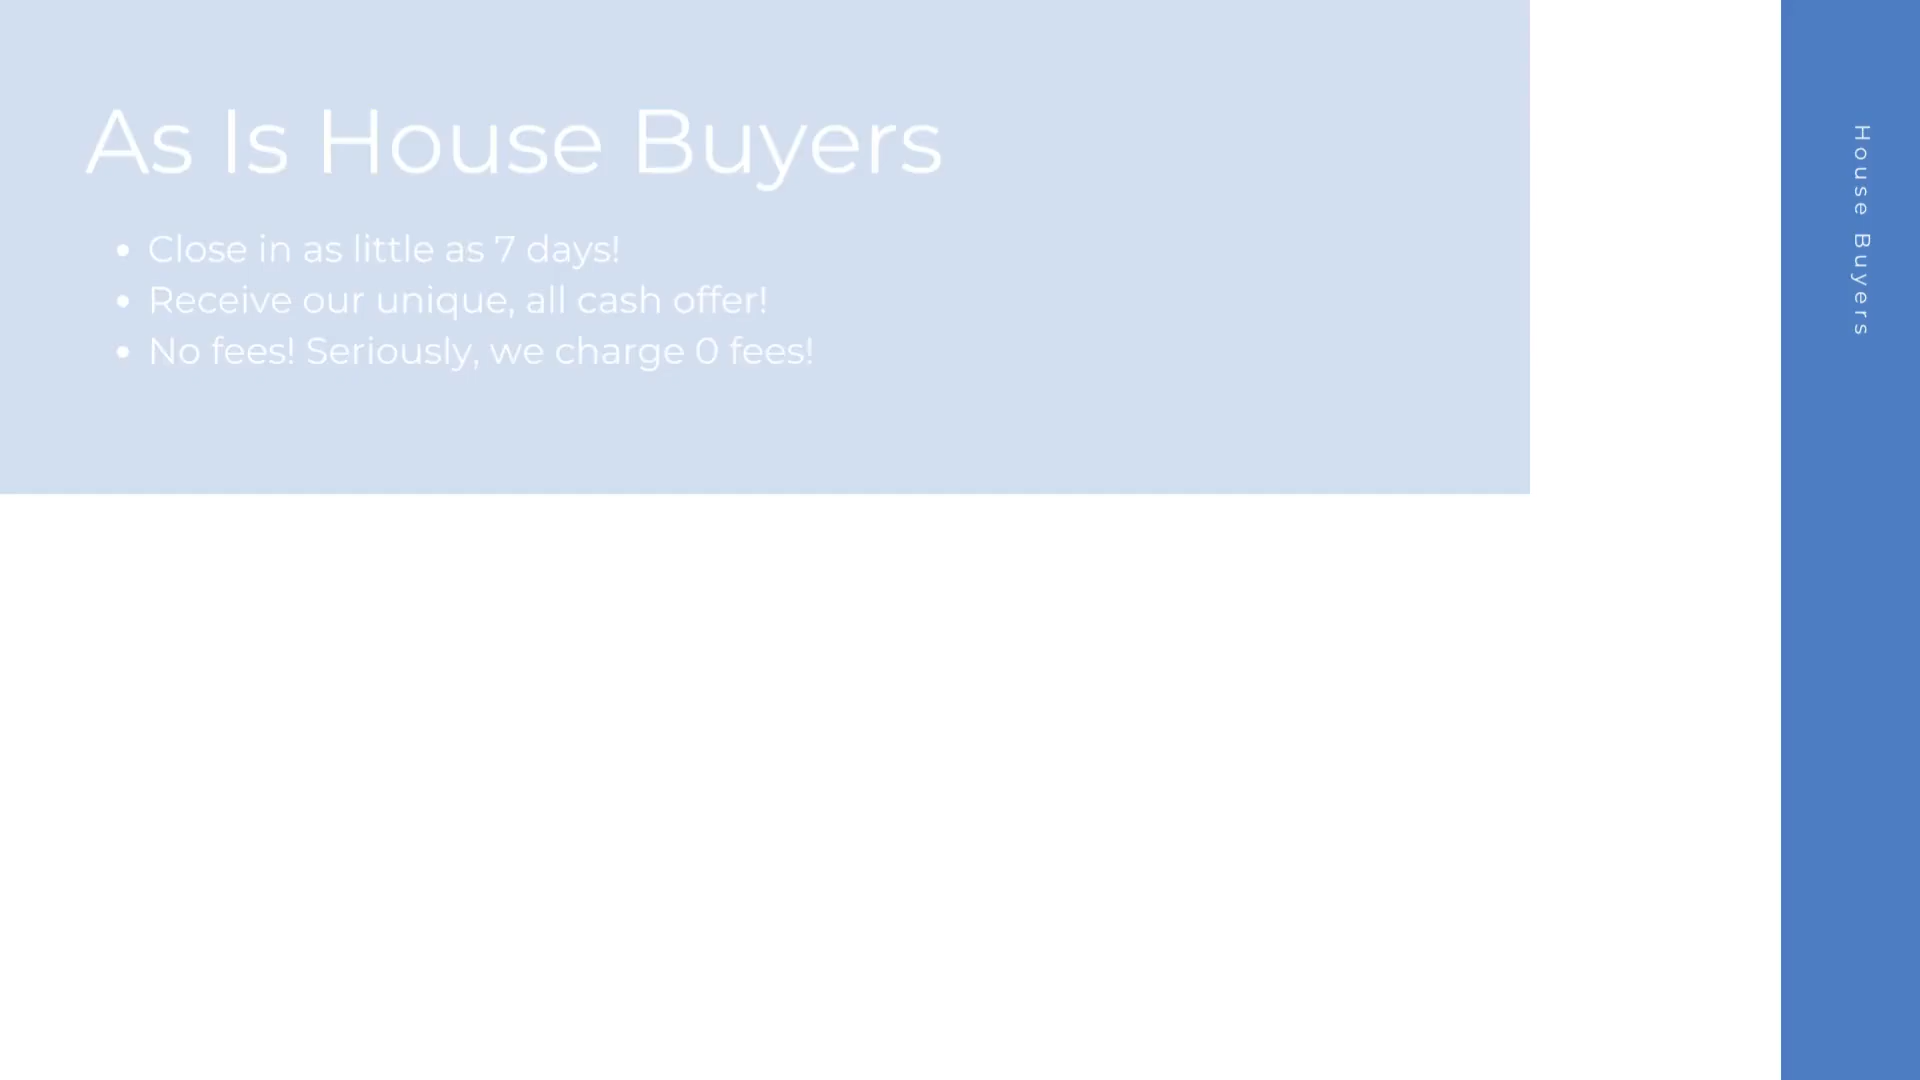 As Is House Buyers
• Close in as little as 7 days!
• Receive our unique, all cash offer!
• No fees! Seriously, we charge 0 fees!
House Buyers